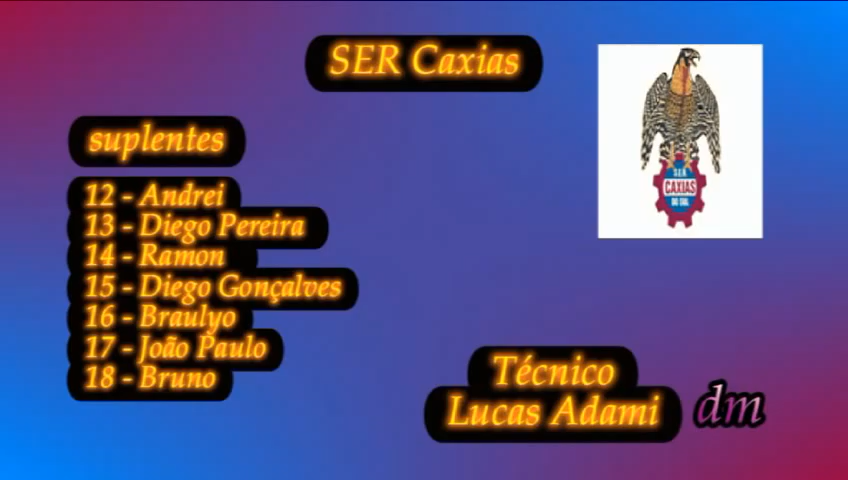 SER Caxias
suplentes
12 - Andrei
13 - Diego Pereira
14 - Ramon
15 - Diego Gonçalves
16 - Braulyo
17 - João Paulo
18 - Bruno
S.E.R
CAXIAS
DO SUL
Técnico
Lucas Adami
dm